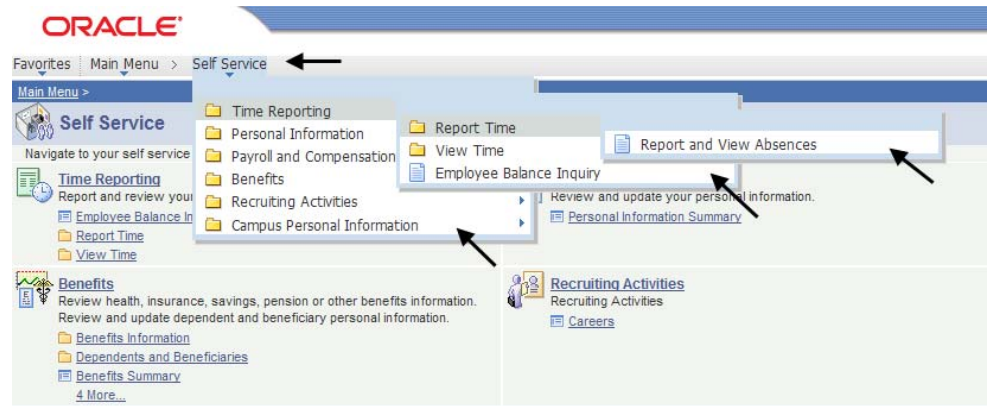 ORACLE'
Favorites Main Menu > Self Service
Main Menu >
Self Service
Navigate to your self service
Time Reporting
Personal Information
Payroll and Compensation
Benefits
Recruiting Activities
Campus Personal Information
Report Time
View Time
Employee Balance Inquiry
Report and View Absences
Time Reporting
Report and review your
Employee Balance In
Report Time
View Time
Review and update your personal information.
Personal Information Summary
Benefits
Review health, insurance, savings, pension or other benefits information.
Review and update dependent and beneficiary personal information.
Benefits Information
Dependents and Beneficiaries
Benefits Summary
4 More...
Recruiting Activities
Recruiting Activities
Careers